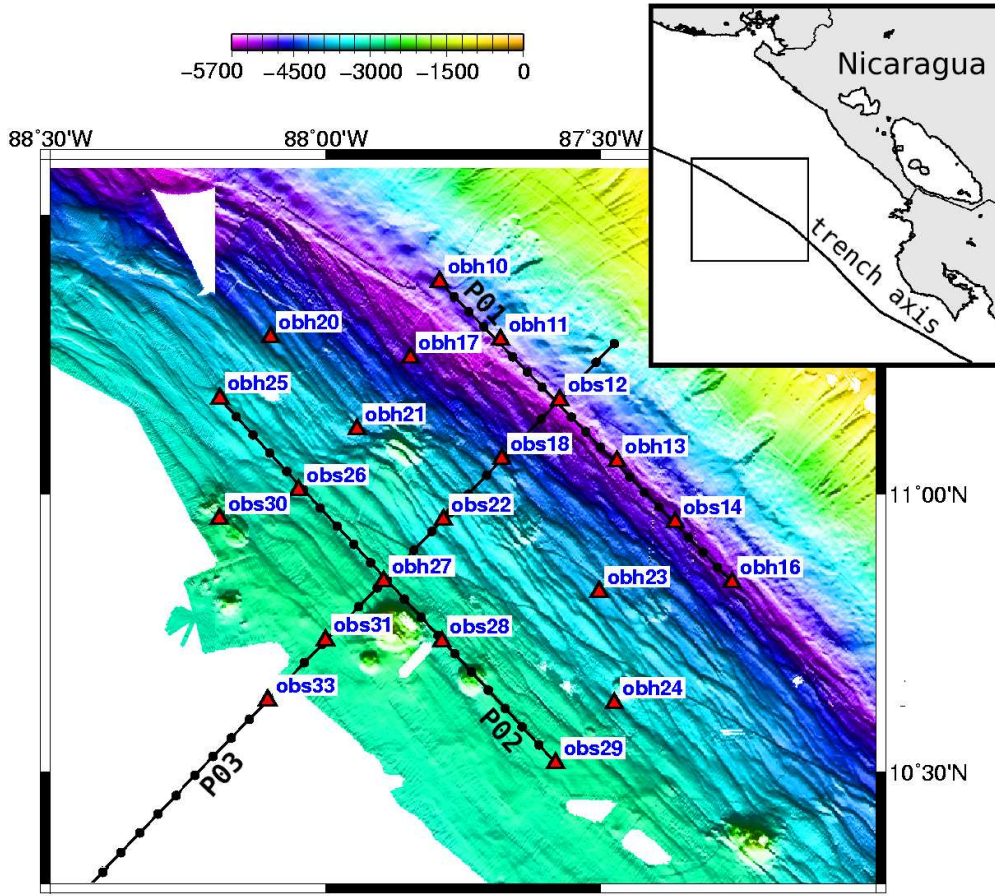 −5700 −4500 −3000 −1500 0
Nicaragua
trench axis
88˚30'W 88˚00'W 87˚30'W
obh10
P01
obh20
obh11
obh17
obh25
obs12
obh21
obh13
obs18
obs26
11˚00'N
obs30
obs22
obs14
obh27
obh23
obh16
obs31
obs28
obs33
obh24
P02
obs29
P03
10˚30'N